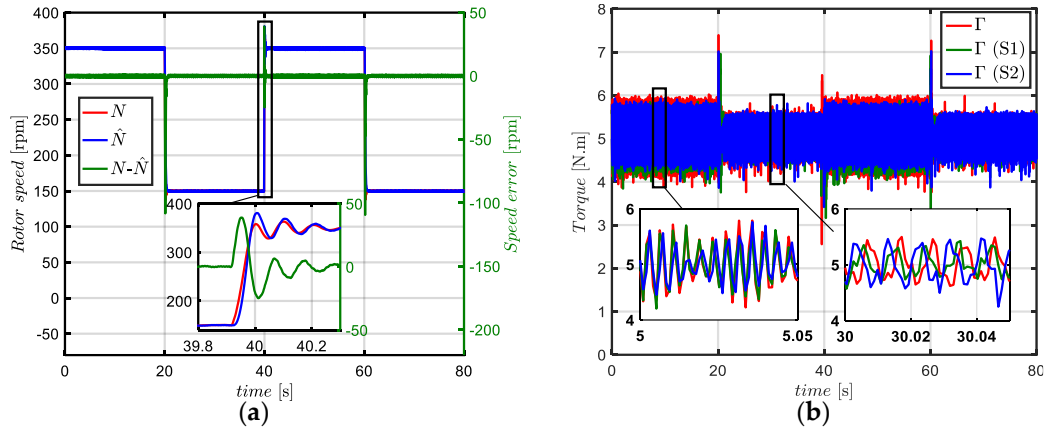 400
350
300
250
200
150
100
50
0
-50
Rotor speed [rpm]
50
0
-50
-100
-150
-200
Speed error [rpm]
N
N̂
N-N̂
400
300
200
50
0
-50
39.8 40 40.2
0 20 40 60 80
time [s]
(a)
8
7
6
5
4
3
2
1
0
Torque [N.m]
Γ
Γ (S1)
Γ (S2)
6
5
4
5 5.05
6
5
4
30 30.02 30.04
0 20 40 60 80
time [s]
(b)